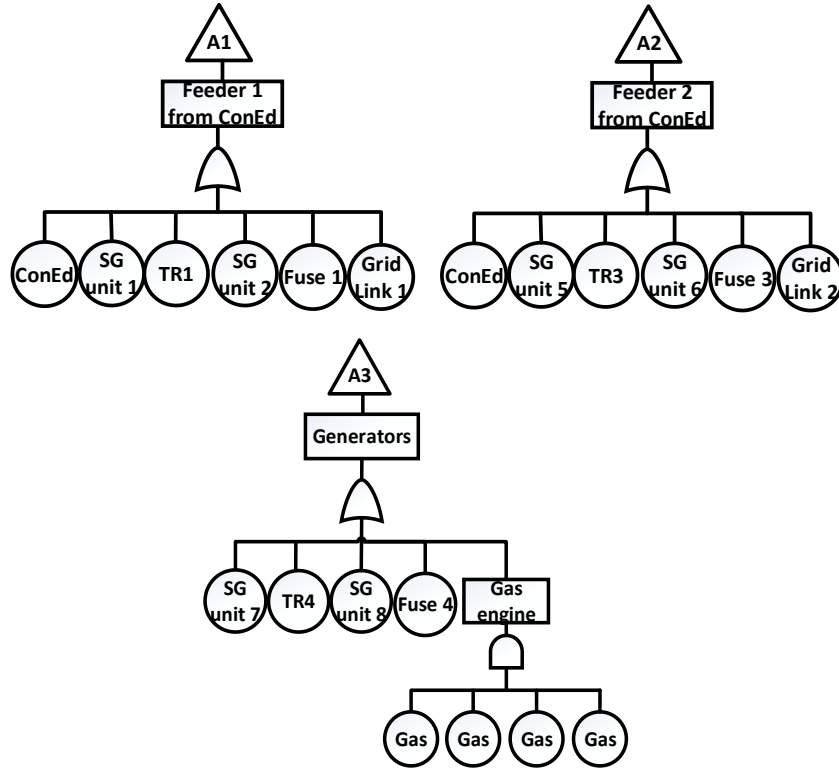 A1
Feeder 1
from ConEd
ConEd
SG
unit 1
TR1
SG
unit 2
Fuse 1
Grid
Link 1
A2
Feeder 2
from ConEd
ConEd
SG
unit 5
TR3
SG
unit 6
Fuse 3
Grid
Link 2
A3
Generators
SG
unit 7
TR4
SG
unit 8
Fuse 4
Gas
engine
Gas
Gas
Gas
Gas